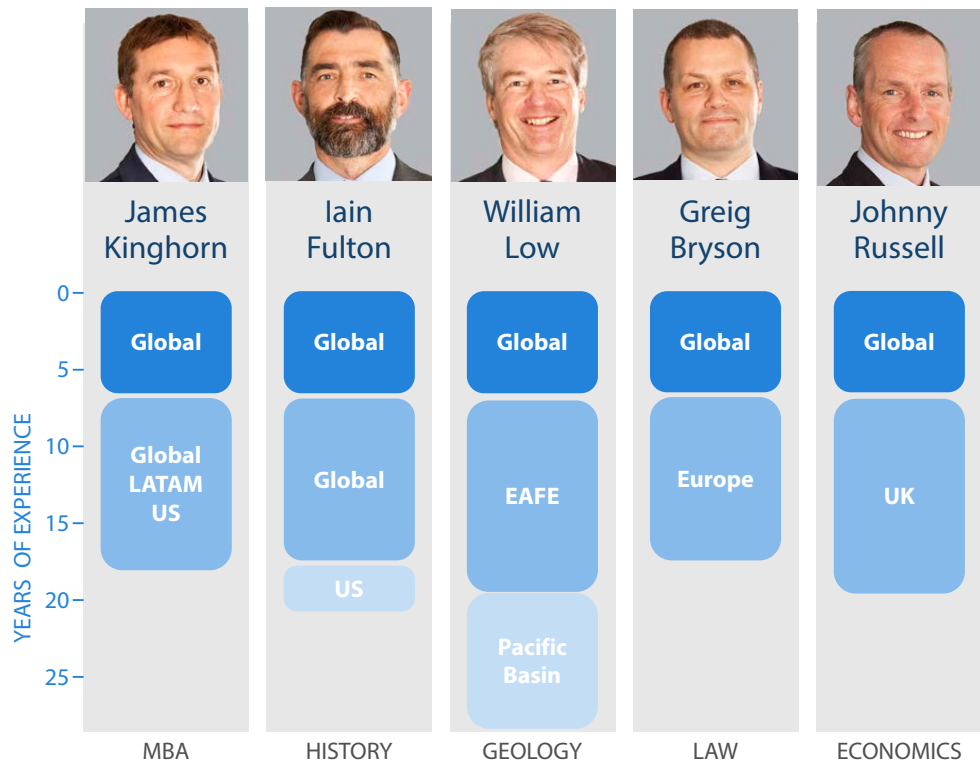 James
Kinghorn
Iain
Fulton
William
Low
Greig
Bryson
Johnny
Russell
YEARS OF EXPERIENCE
0
5
10
15
20
25
Global
Global
LATAM
US
MBA
Global
Global
US
HISTORY
Global
EAFE
Pacific
Basin
GEOLOGY
Global
Europe
LAW
Global
UK
ECONOMICS